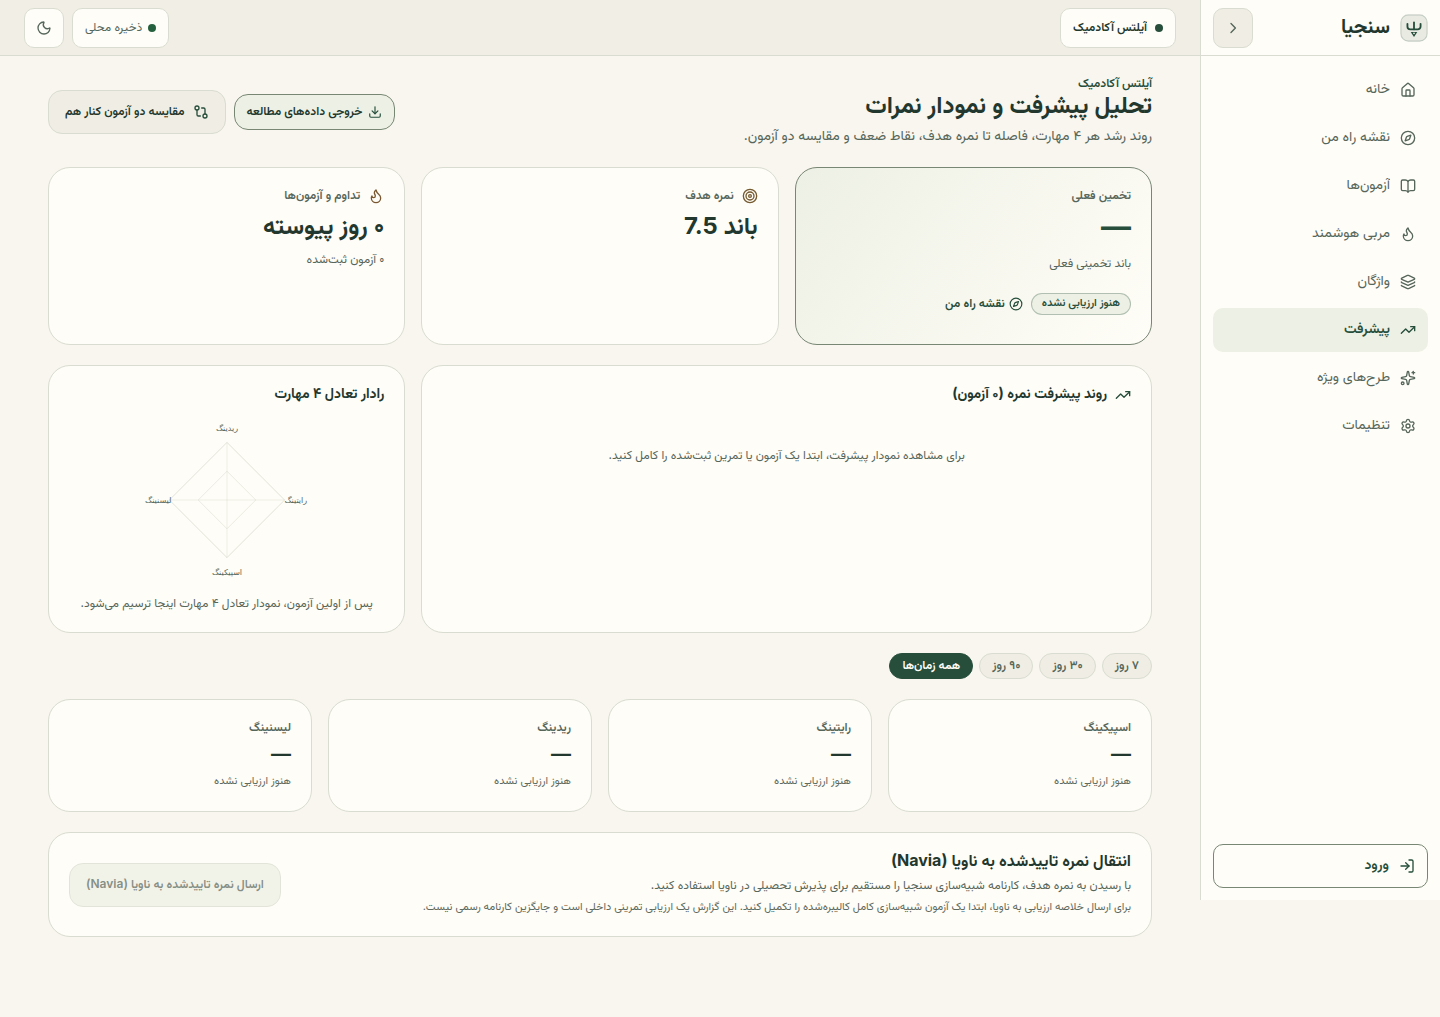 سنجیا
آیلتس آکادمیک
ذخیره محلی
خانه
نقشه راه من
آزمون‌ها
مربی هوشمند
واژگان
پیشرفت
طرح‌های ویژه
تنظیمات
ورود
آیلتس آکادمیک
تحلیل پیشرفت و نمودار نمرات
روند رشد هر ۴ مهارت، فاصله تا نمره هدف، نقاط ضعف و مقایسه دو آزمون.
خروجی داده‌های مطالعه
مقایسه دو آزمون کنار هم
تخمین فعلی
—
باند تخمینی فعلی
هنوز ارزیابی نشده
نقشه راه من
نمره هدف
باند 7.5
تداوم و آزمون‌ها
۰ روز پیوسته
۰ آزمون ثبت‌شده
روند پیشرفت نمره (۰ آزمون)
برای مشاهده نمودار پیشرفت، ابتدا یک آزمون یا تمرین ثبت‌شده را کامل کنید.
رادار تعادل ۴ مهارت
ریدینگ
رایتینگ
لیسنینگ
اسپیکینگ
پس از اولین آزمون، نمودار تعادل ۴ مهارت اینجا ترسیم می‌شود.
۷ روز
۳۰ روز
۹۰ روز
همه زمان‌ها
اسپیکینگ
—
هنوز ارزیابی نشده
رایتینگ
—
هنوز ارزیابی نشده
ریدینگ
—
هنوز ارزیابی نشده
لیسنینگ
—
هنوز ارزیابی نشده
انتقال نمره تاییدشده به ناویا (Navia)
با رسیدن به نمره هدف، کارنامه شبیه‌سازی سنجیا را مستقیم برای پذیرش تحصیلی در ناویا استفاده کنید.
برای ارسال خلاصه ارزیابی به ناویا، ابتدا یک آزمون شبیه‌سازی کامل کالیبره‌شده را تکمیل کنید. این گزارش یک ارزیابی تمرینی داخلی است و جایگزین کارنامه رسمی نیست.
ارسال نمره تاییدشده به ناویا (Navia)